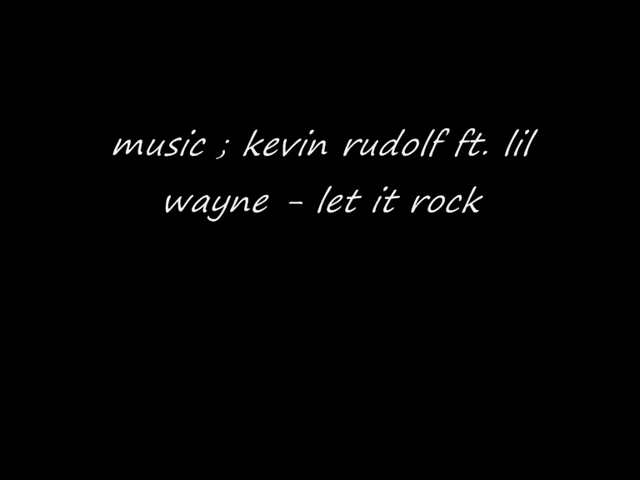 music ; kevin rudolf ft. lil
wayne - let it rock